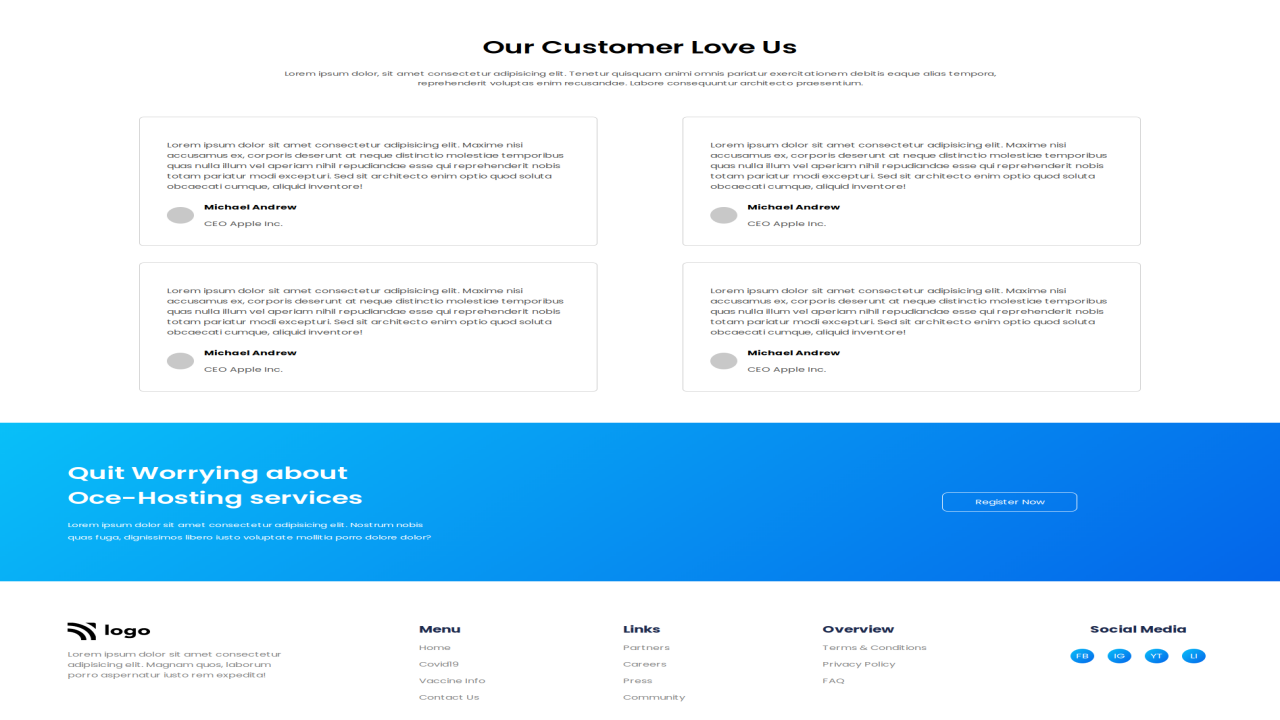 Our Customer Love Us
Lorem ipsum dolor, sit amet consectetur adipisicing elit. Tenetur quisquam animi omnis pariatur exercitationem debitis eaque alias tempora,
reprehenderit voluptas enim recusandae. Labore consequuntur architecto praesentium.
Lorem ipsum dolor sit amet consectetur adipisicing elit. Maxime nisi
accusamus ex, corporis deserunt at neque distinctio molestiae temporibus
quas nulla illum vel aperiam nihil repudiandae esse qui reprehenderit nobis
totam pariatur modi excepturi. Sed sit architecto enim optio quod soluta
obcaecati cumque, aliquid inventore!
Michael Andrew
CEO Apple Inc.
Lorem ipsum dolor sit amet consectetur adipisicing elit. Maxime nisi
accusamus ex, corporis deserunt at neque distinctio molestiae temporibus
quas nulla illum vel aperiam nihil repudiandae esse qui reprehenderit nobis
totam pariatur modi excepturi. Sed sit architecto enim optio quod soluta
obcaecati cumque, aliquid inventore!
Michael Andrew
CEO Apple Inc.
Lorem ipsum dolor sit amet consectetur adipisicing elit. Maxime nisi
accusamus ex, corporis deserunt at neque distinctio molestiae temporibus
quas nulla illum vel aperiam nihil repudiandae esse qui reprehenderit nobis
totam pariatur modi excepturi. Sed sit architecto enim optio quod soluta
obcaecati cumque, aliquid inventore!
Michael Andrew
CEO Apple Inc.
Lorem ipsum dolor sit amet consectetur adipisicing elit. Maxime nisi
accusamus ex, corporis deserunt at neque distinctio molestiae temporibus
quas nulla illum vel aperiam nihil repudiandae esse qui reprehenderit nobis
totam pariatur modi excepturi. Sed sit architecto enim optio quod soluta
obcaecati cumque, aliquid inventore!
Michael Andrew
CEO Apple Inc.
Quit Worrying about
Oce-Hosting services
Lorem ipsum dolor sit amet consectetur adipisicing elit. Nostrum nobis
quas fuga, dignissimos libero iusto voluptate mollitia porro dolore dolor?
Register Now
logo
Lorem ipsum dolor sit amet consectetur
adipisicing elit. Magnam quos, laborum
porro aspernatur iusto rem expedita!
Menu
Home
Covid19
Vaccine Info
Contact Us
Links
Partners
Careers
Press
Community
Overview
Terms & Conditions
Privacy Policy
FAQ
Social Media
FB IG YT LI